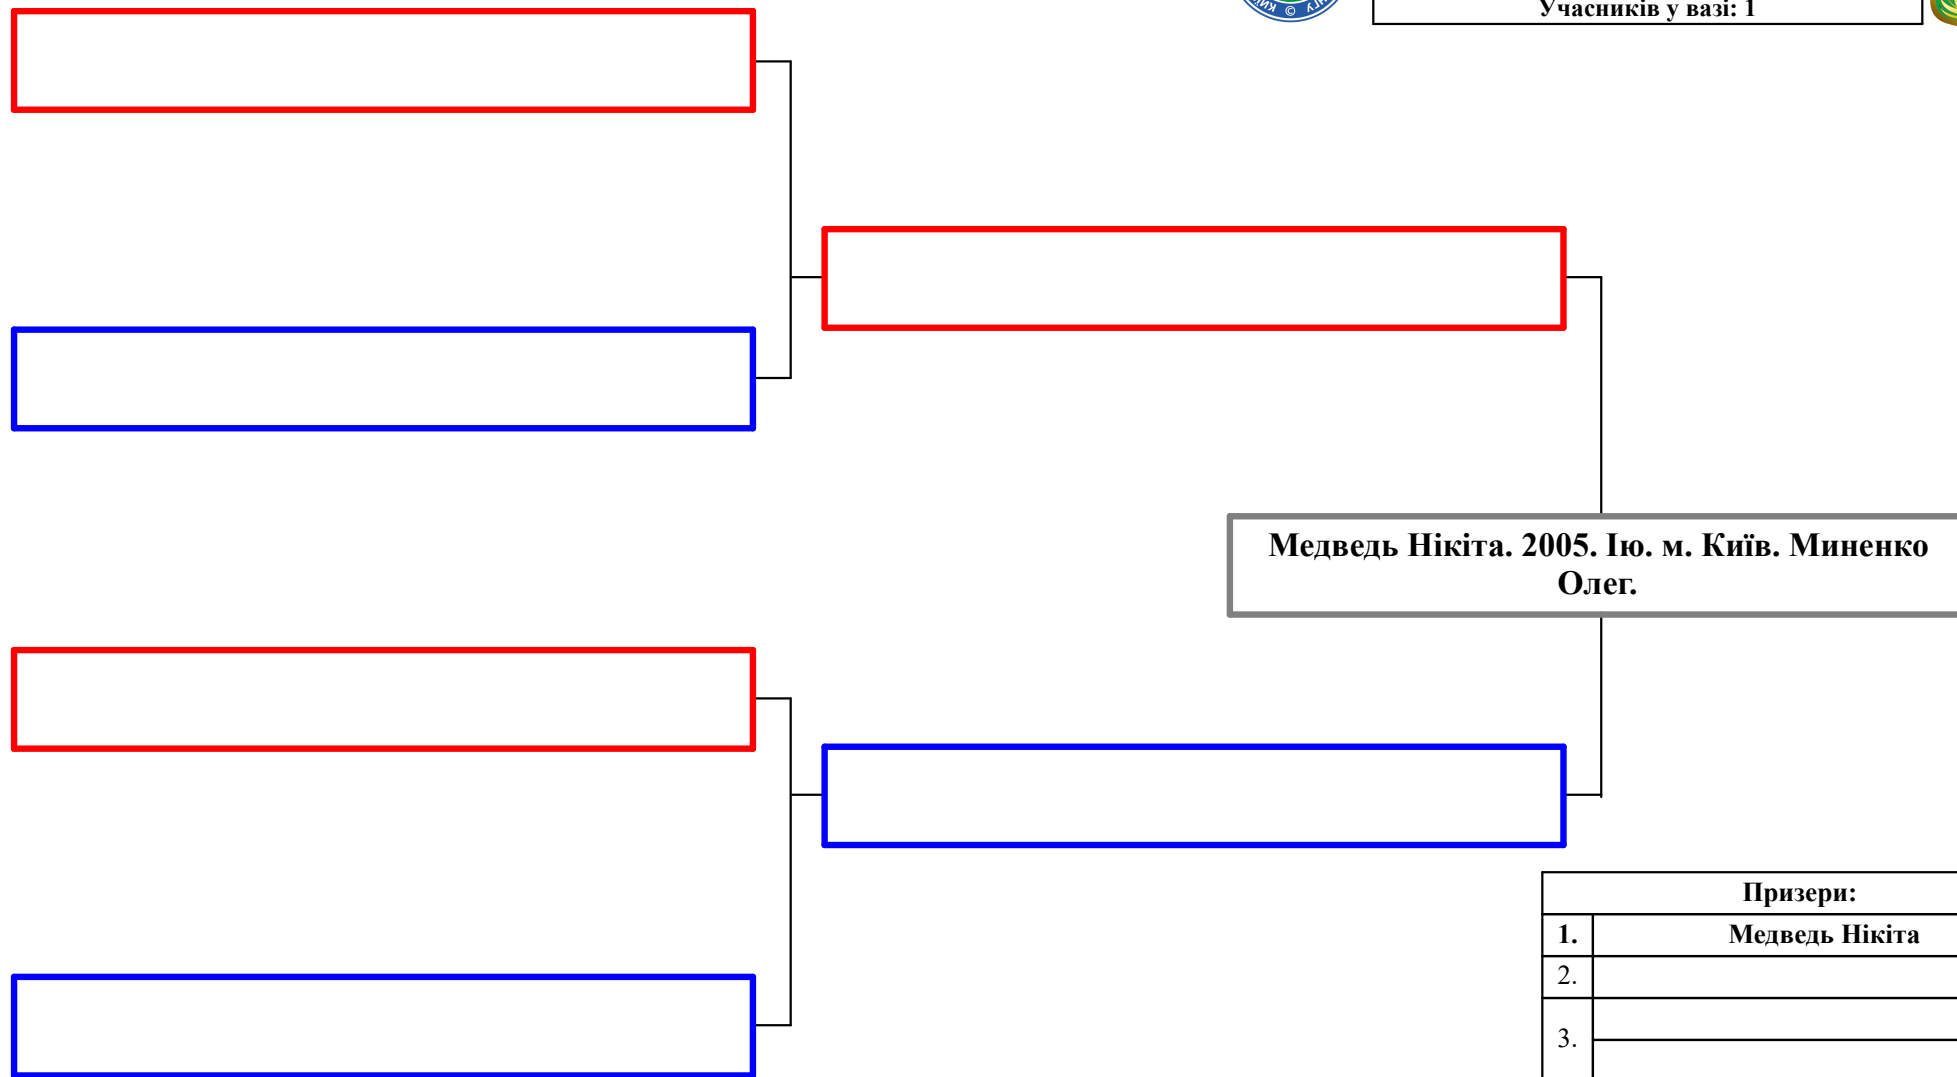 Учасників у вазі: 1
Медведь Нікіта. 2005. Ію. м. Київ. Миненко
Олег.
Призери:
1. Медведь Нікіта
2.
3.